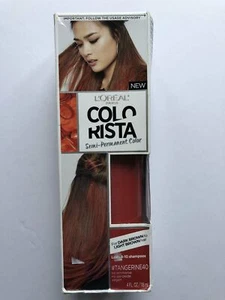 IMPORTANT: FOLLOW THE USAGE ADVISORY
NEW
L'ORÉAL
PARIS
COLO
RISTA
Semi-Permanent Color
FOR DARK BROWN TO
LIGHT BROWN HAIR
#TANGERINE40